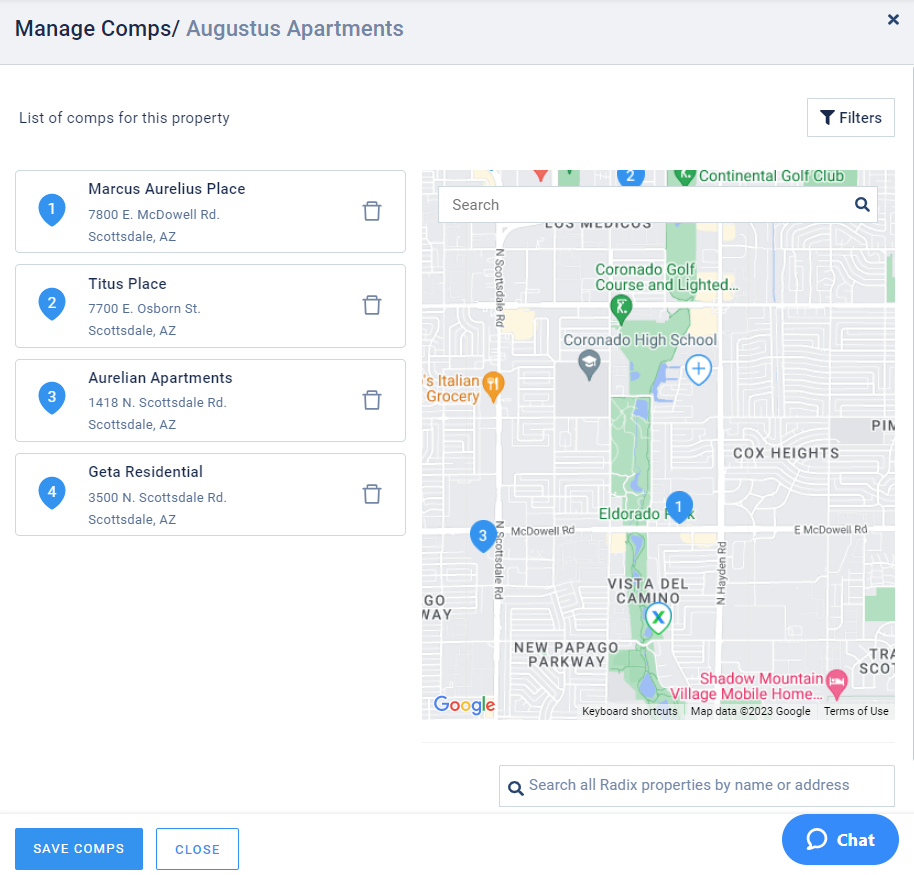 Manage Comps/ Augustus Apartments
List of comps for this property
Filters
1
Marcus Aurelius Place
7800 E. McDowell Rd.
Scottsdale, AZ
2
Titus Place
7700 E. Osborn St.
Scottsdale, AZ
3
Aurelian Apartments
1418 N. Scottsdale Rd.
Scottsdale, AZ
4
Geta Residential
3500 N. Scottsdale Rd.
Scottsdale, AZ
2
Continental Golf Club
Search
LOS MEDICOS
N Scottsdale Rd
Coronado Golf
Course and Lighted...
Coronado High School
's Italian
Grocery
PIM
COX HEIGHTS
Eldorado
1
3
McDowell Rd
E McDowell Rd
N Scottsdale Rd
N Hayden Rd
VISTA DEL
CAMINO
GO
WAY
X
NEW PAPAGO
PARKWAY
TRA
SCOT
Shadow Mountain
Village Mobile Home...
Google
Keyboard shortcuts
Map data ©2023 Google
Terms of Use
Search all Radix properties by name or address
SAVE COMPS
CLOSE
Chat